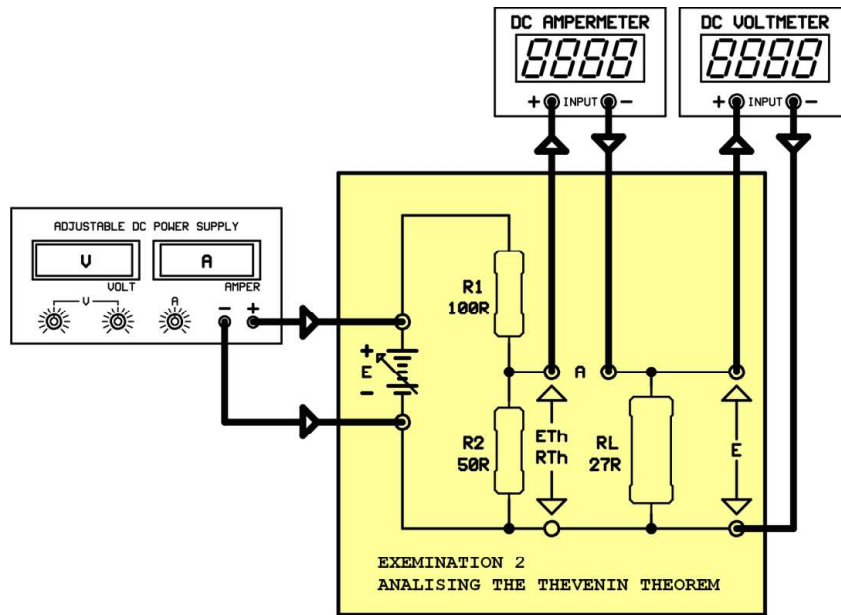 DC AMPERMETER
8888
+ INPUT -
DC VOLTMETER
8888
+ INPUT -
ADJUSTABLE DC POWER SUPPLY
V
A
VOLT
AMPER
V
A
- +
R1
100R
+
E
-
A
R2
50R
ETh
RTh
RL
27R
E
EXEMINATION 2
ANALISING THE THEVENIN THEOREM